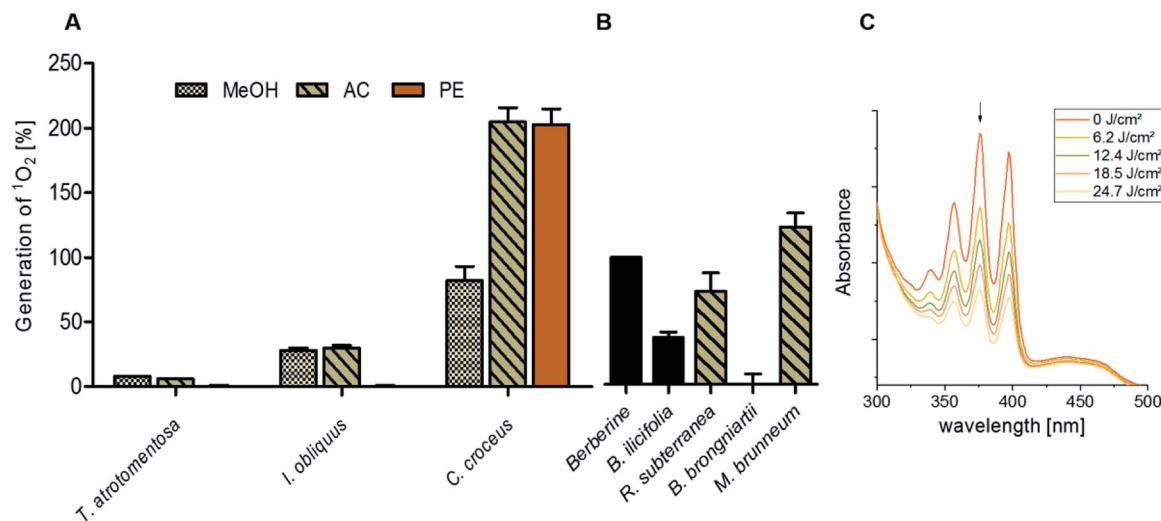 A
B
C
250
200
150
100
50
0
Generation of ¹O₂ [%]
MeOH
AC
PE
T. atrotomentosa
I. obliquus
C. croceus
Berberine
B. ilicifolia
R. subterranea
B. brongniartii
M. brunneum
Absorbance
0 J/cm²
6.2 J/cm²
12.4 J/cm²
18.5 J/cm²
24.7 J/cm²
300
350
400
450
500
wavelength [nm]